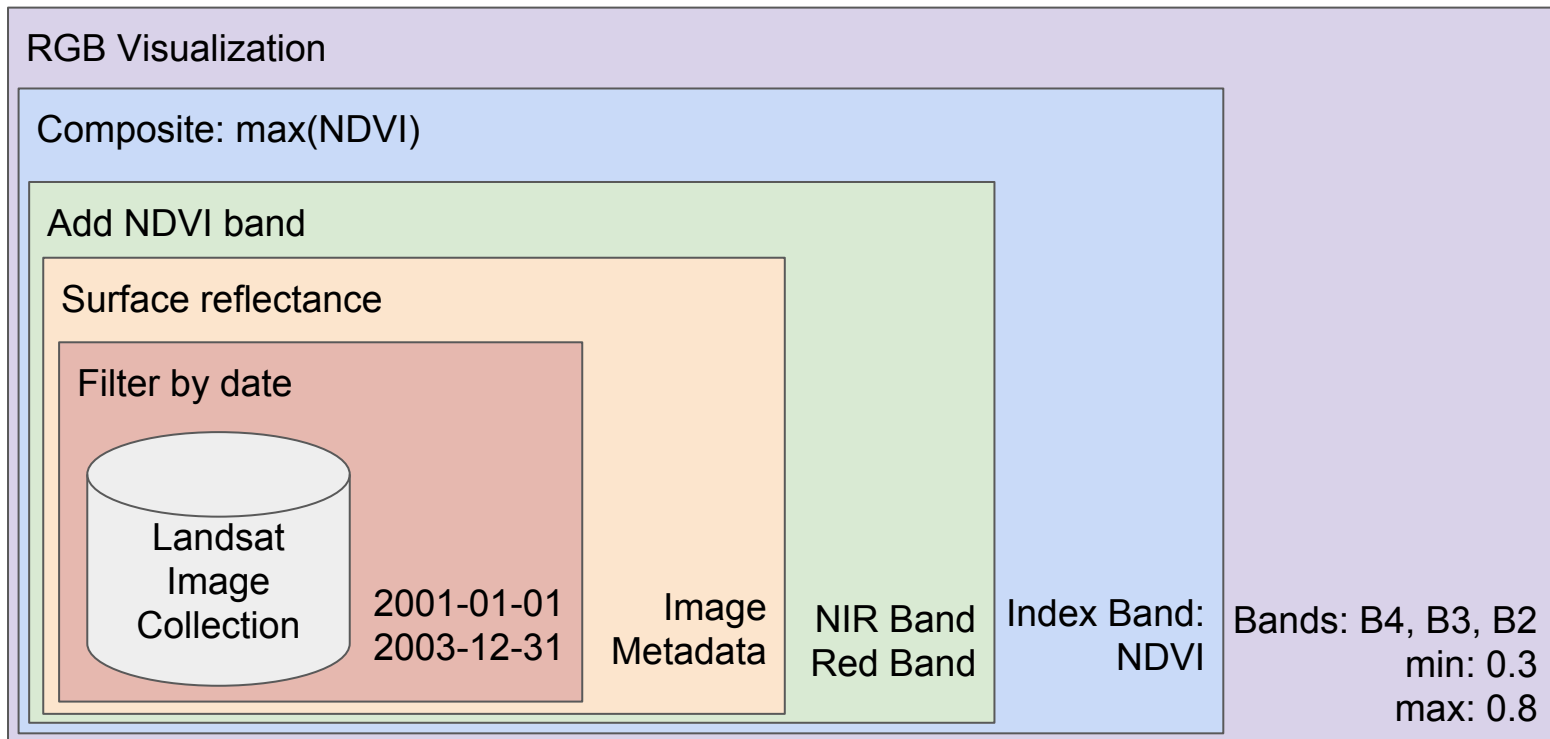 RGB Visualization
Composite: max(NDVI)
Add NDVI band
Surface reflectance
Filter by date
Landsat
Image
Collection
2001-01-01
2003-12-31
Image
Metadata
NIR Band
Red Band
Index Band:
NDVI
Bands: B4, B3, B2
min: 0.3
max: 0.8